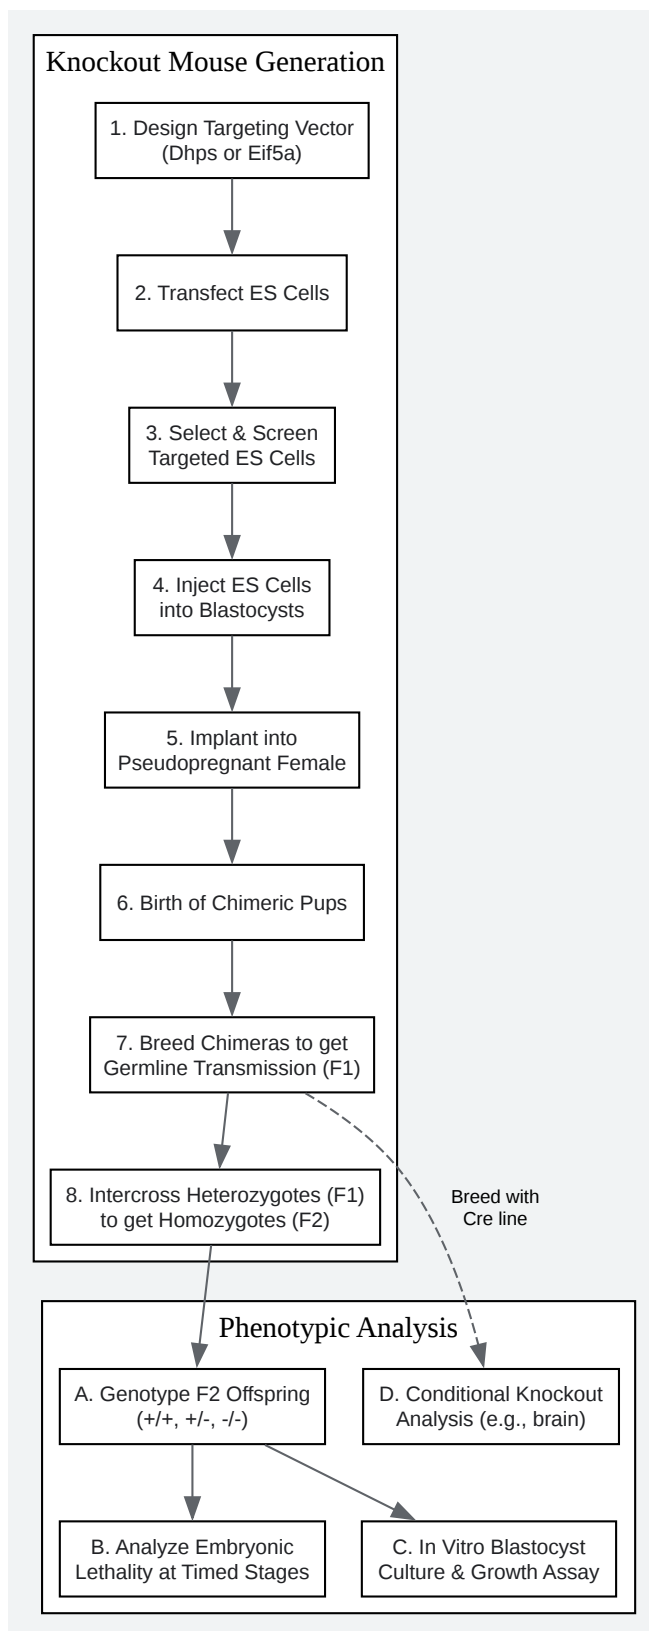 Knockout Mouse Generation
1. Design Targeting Vector
(Dhps or Eif5a)
2. Transfect ES Cells
3. Select & Screen
Targeted ES Cells
4. Inject ES Cells
into Blastocysts
5. Implant into
Pseudopregnant Female
6. Birth of Chimeric Pups
7. Breed Chimeras to get
Germline Transmission (F1)
8. Intercross Heterozygotes (F1)
to get Homozygotes (F2)
Breed with
Cre line
Phenotypic Analysis
A. Genotype F2 Offspring
(+/+, +/-, -/-)
D. Conditional Knockout
Analysis (e.g., brain)
B. Analyze Embryonic
Lethality at Timed Stages
C. In Vitro Blastocyst
Culture & Growth Assay